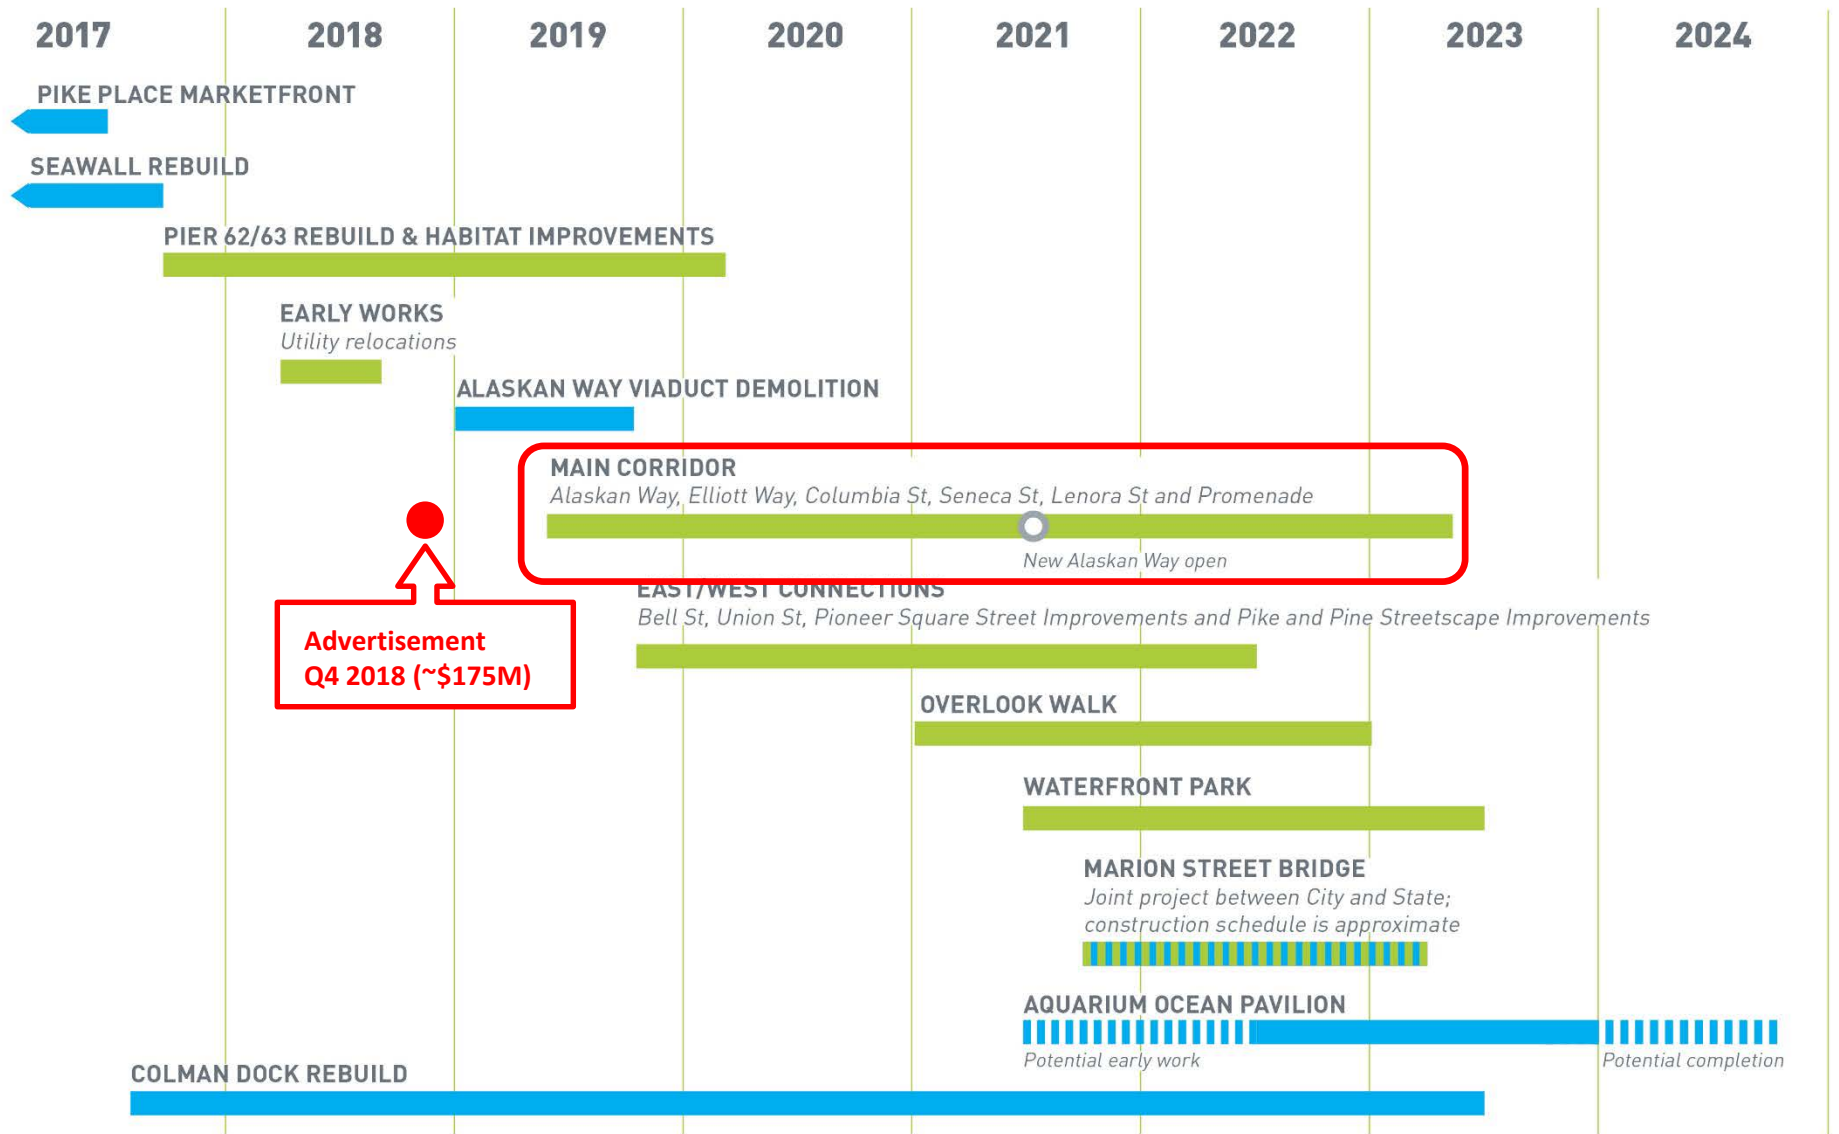 2017 2018 2019 2020 2021 2022 2023 2024
PIKE PLACE MARKETFRONT
SEAWALL REBUILD
PIER 62/63 REBUILD & HABITAT IMPROVEMENTS
EARLY WORKS
Utility relocations
ALASKAN WAY VIADUCT DEMOLITION
MAIN CORRIDOR
Alaskan Way, Elliott Way, Columbia St, Seneca St, Lenora St and Promenade
New Alaskan Way open
Advertisement
Q4 2018 (~$175M)
EAST/WEST CONNECTIONS
Bell St, Union St, Pioneer Square Street Improvements and Pike and Pine Streetscape Improvements
OVERLOOK WALK
WATERFRONT PARK
MARION STREET BRIDGE
Joint project between City and State;
construction schedule is approximate
AQUARIUM OCEAN PAVILION
Potential early work
Potential completion
COLMAN DOCK REBUILD